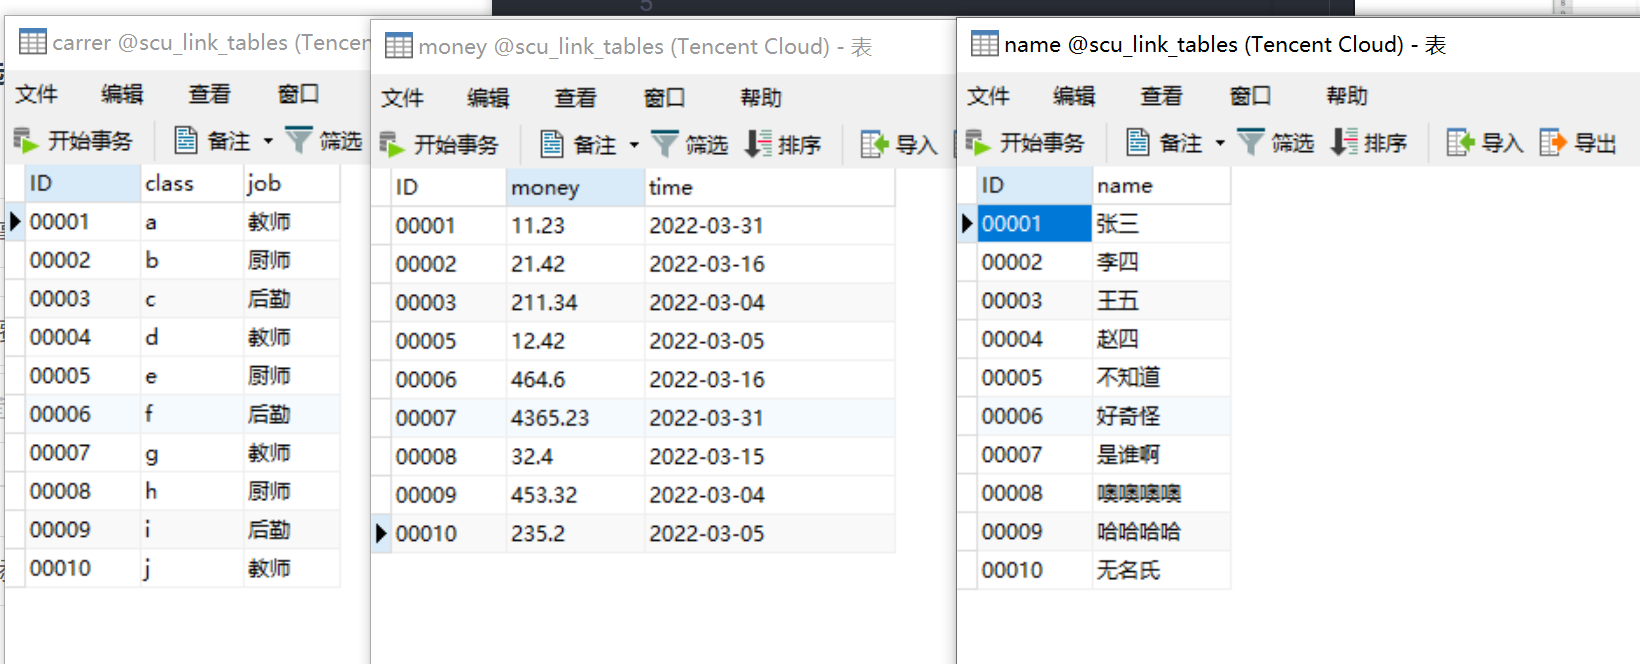 5
carrer @scu_link_tables (Tencen
文件 编辑 查看 窗口
开始事务 备注 筛选
ID class job
00001 a 教师
00002 b 厨师
00003 c 后勤
00004 d 教师
00005 e 厨师
00006 f 后勤
00007 g 教师
00008 h 厨师
00009 i 后勤
00010 j 教师
money @scu_link_tables (Tencent Cloud) - 表
文件 编辑 查看 窗口 帮助
开始事务 备注 筛选 排序 导入
ID money time
00001 11.23 2022-03-31
00002 21.42 2022-03-16
00003 211.34 2022-03-04
00005 12.42 2022-03-05
00006 464.6 2022-03-16
00007 4365.23 2022-03-31
00008 32.4 2022-03-15
00009 453.32 2022-03-04
00010 235.2 2022-03-05
name @scu_link_tables (Tencent Cloud) - 表
文件 编辑 查看 窗口 帮助
开始事务 备注 筛选 排序 导入 导出
ID name
00001 张三
00002 李四
00003 王五
00004 赵四
00005 不知道
00006 好奇怪
00007 是谁啊
00008 噢噢噢噢
00009 哈哈哈哈
00010 无名氏